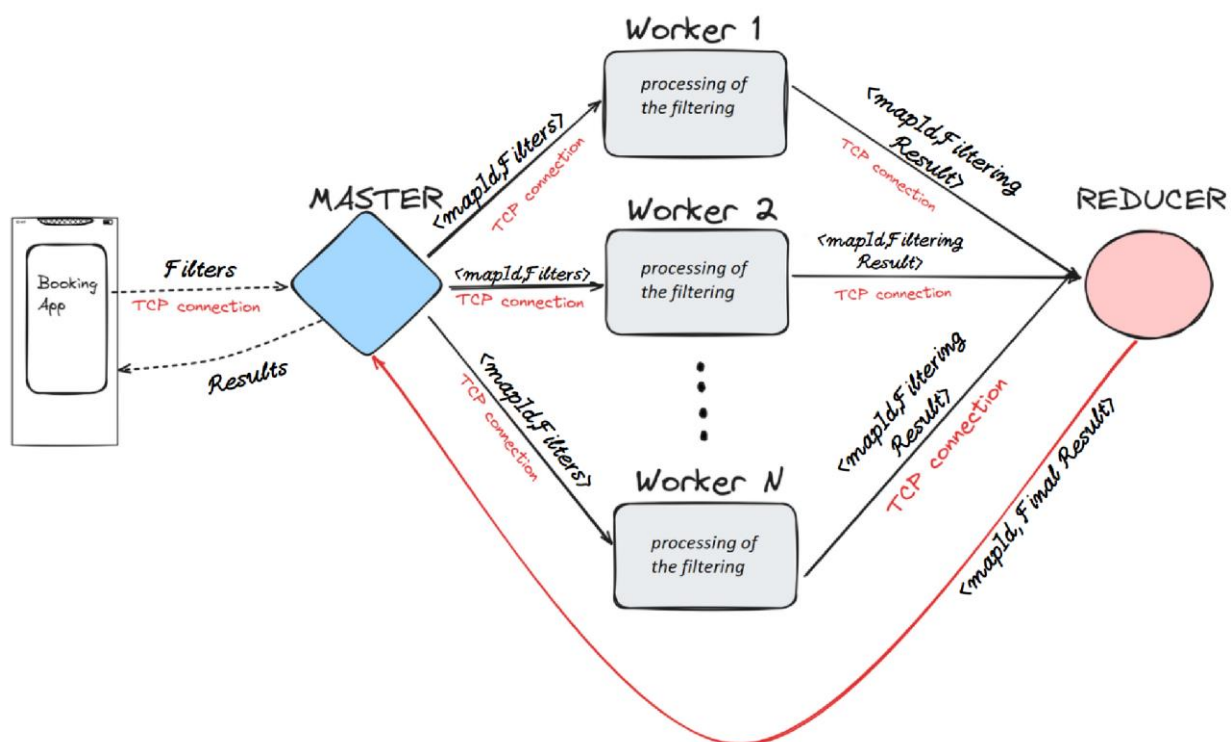 Worker 1
processing of
the filtering
<mapId,Filters>
TCP connection
<mapId,Filtering
Result>
TCP connection
MASTER
Worker 2
REDUCER
Booking
App
Filters
TCP connection
<mapId,Filters>
TCP connection
processing of
the filtering
<mapId,Filtering
Result>
TCP connection
Results
<mapId,Filters>
TCP connection
<mapId,Filtering
Result>
TCP connection
Worker N
processing of
the filtering
<mapId, Final Result>